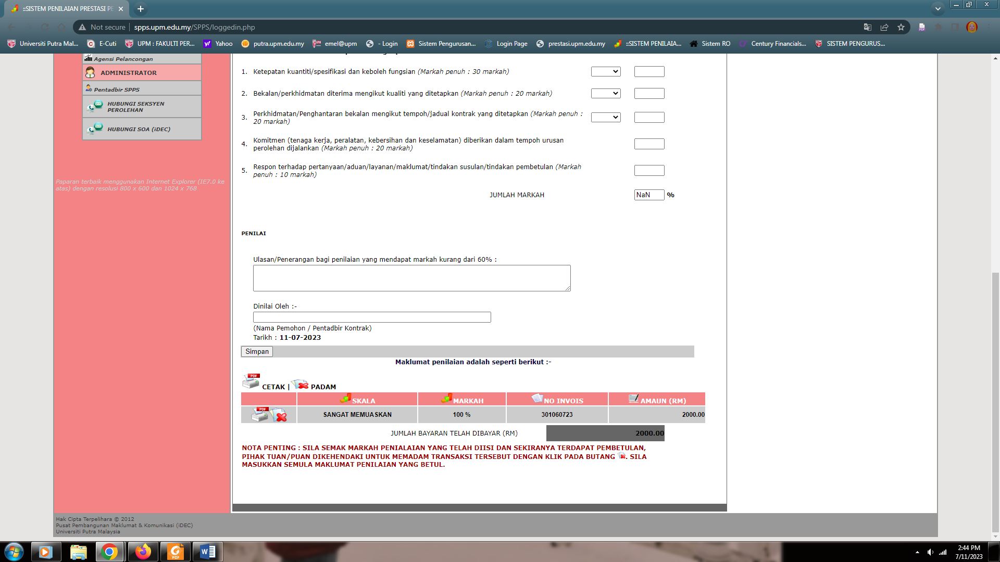 ::SISTEM PENILAIAN PRESTASI PE
Not secure
spps.upm.edu.my/SPPS/loggedin.php
Universiti Putra Mal...
E-Cuti
UPM : FAKULTI PER...
Yahoo
putra.upm.edu.my
emel@upm
- Login
Sistem Pengurusan...
Login Page
prestasi.upm.edu.my
::SISTEM PENILAIA...
Sistem RO
Century Financials...
SISTEM PENGURUS...
Agensi Pelancongan
ADMINISTRATOR
Pentadbir SPPS
HUBUNGI SEKSYEN
PEROLEHAN
HUBUNGI SOA (iDEC)
Paparan terbaik menggunakan Internet Explorer (IE7.0 ke
atas) dengan resolusi 800 x 600 dan 1024 x 768
1. Ketepatan kuantiti/spesifikasi dan keboleh fungsian (Markah penuh : 30 markah)
2. Bekalan/perkhidmatan diterima mengikut kualiti yang ditetapkan (Markah penuh : 20 markah)
3. Perkhidmatan/Penghantaran bekalan mengikut tempoh/jadual kontrak yang ditetapkan (Markah penuh :
20 markah)
4. Komitmen (tenaga kerja, peralatan, kebersihan dan keselamatan) diberikan dalam tempoh urusan
perolehan dijalankan (Markah penuh : 20 markah)
5. Respon terhadap pertanyaan/aduan/layanan/maklumat/tindakan susulan/tindakan pembetulan (Markah
penuh : 10 markah)
JUMLAH MARKAH NaN %
PENILAI
Ulasan/Penerangan bagi penilaian yang mendapat markah kurang dari 60% :
Dinilai Oleh :-
(Nama Pemohon / Pentadbir Kontrak)
Tarikh : 11-07-2023
Simpan
Maklumat penilaian adalah seperti berikut :-
PDF CETAK | PADAM
SKALA MARKAH NO INVOIS AMAUN (RM)
PDF SANGAT MEMUASKAN 100 % 301060723 2000.00
JUMLAH BAYARAN TELAH DIBAYAR (RM) 2000.00
NOTA PENTING : SILA SEMAK MARKAH PENIALAIAN YANG TELAH DIISI DAN SEKIRANYA TERDAPAT PEMBETULAN,
PIHAK TUAN/PUAN DIKEHENDAKI UNTUK MEMADAM TRANSAKSI TERSEBUT DENGAN KLIK PADA BUTANG . SILA
MASUKKAN SEMULA MAKLUMAT PENILAIAN YANG BETUL.
Hak Cipta Terpelihara © 2012
Pusat Pembangunan Maklumat & Komunikasi (iDEC)
Universiti Putra Malaysia
PDF
2:44 PM
7/11/2023